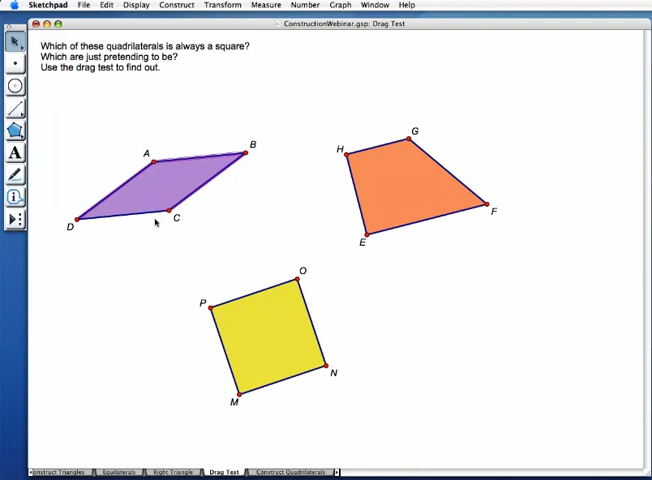 Sketchpad File Edit Display Construct Transform Measure Number Graph Window Help
ConstructionWebinar.gsp: Drag Test
Which of these quadrilaterals is always a square?
Which are just pretending to be?
Use the drag test to find out.
A
B
C
D
G
H
F
E
O
P
N
M
onstruct Triangles Equilaterals Right Triangle Drag Test Construct Quadrilaterals